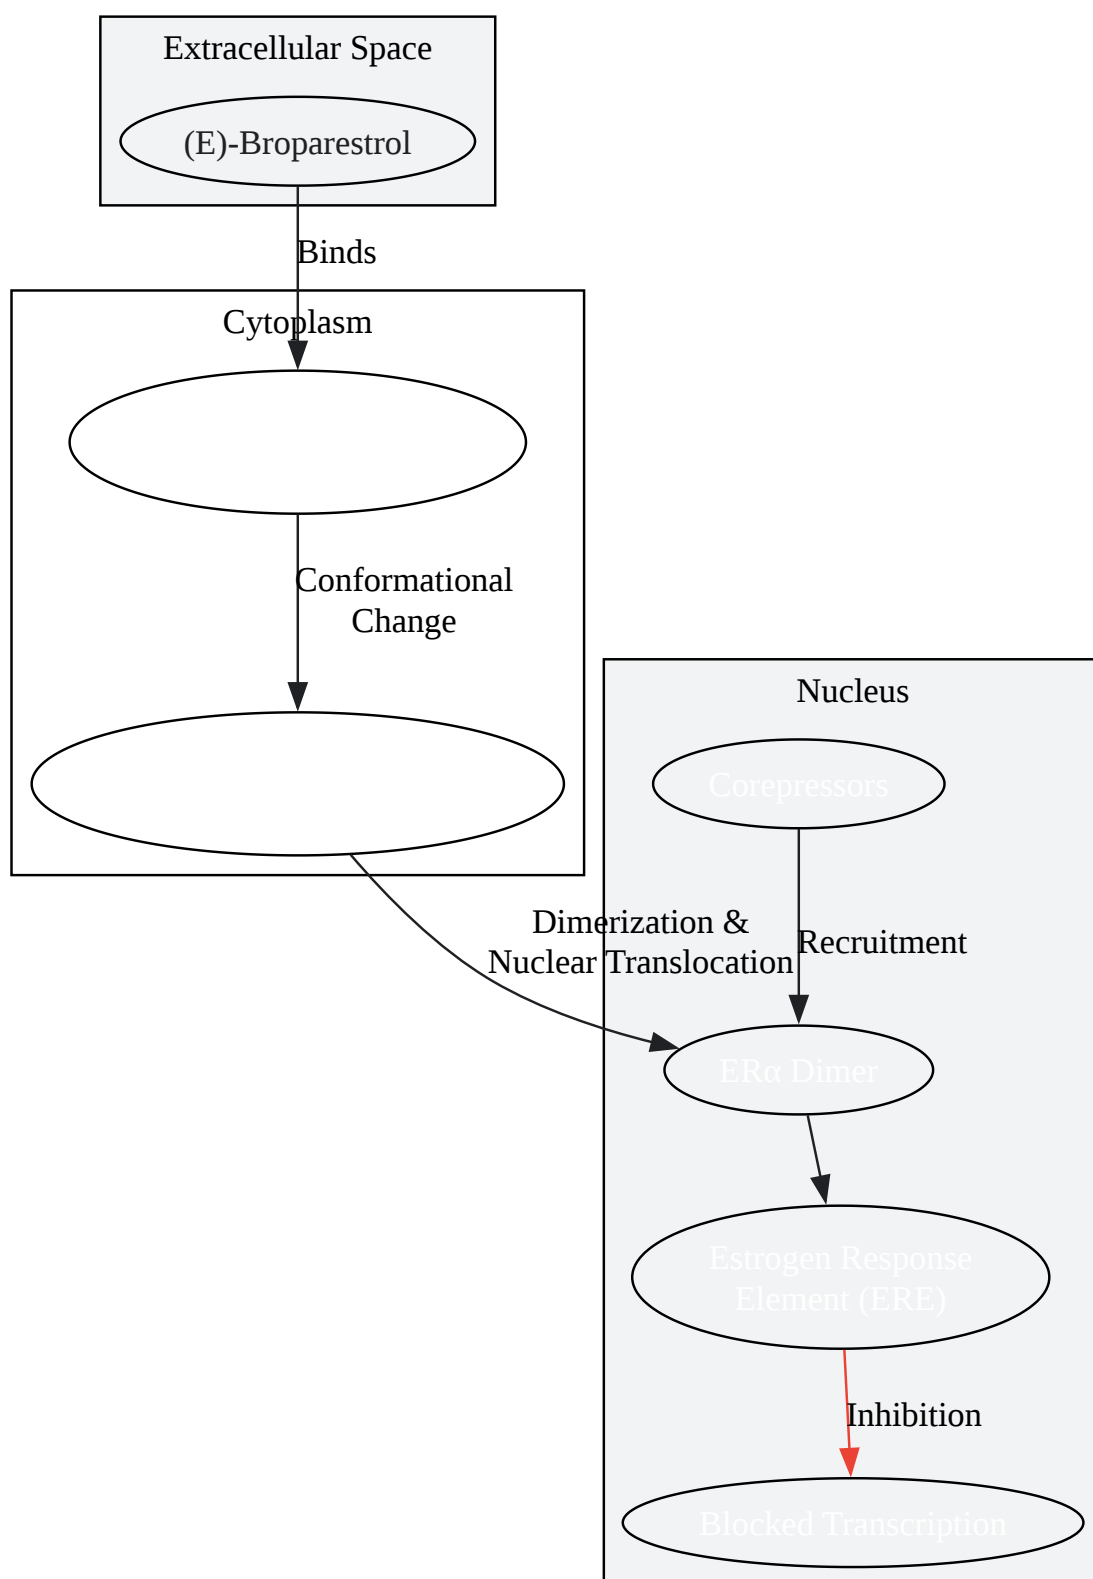 Extracellular Space
(E)-Broparestrol
Binds
Cytoplasm
Conformational
Change
Nucleus
Corepressors
Dimerization &
Nuclear Translocation
Recruitment
ERα Dimer
Estrogen Response
Element (ERE)
Inhibition
Blocked Transcription